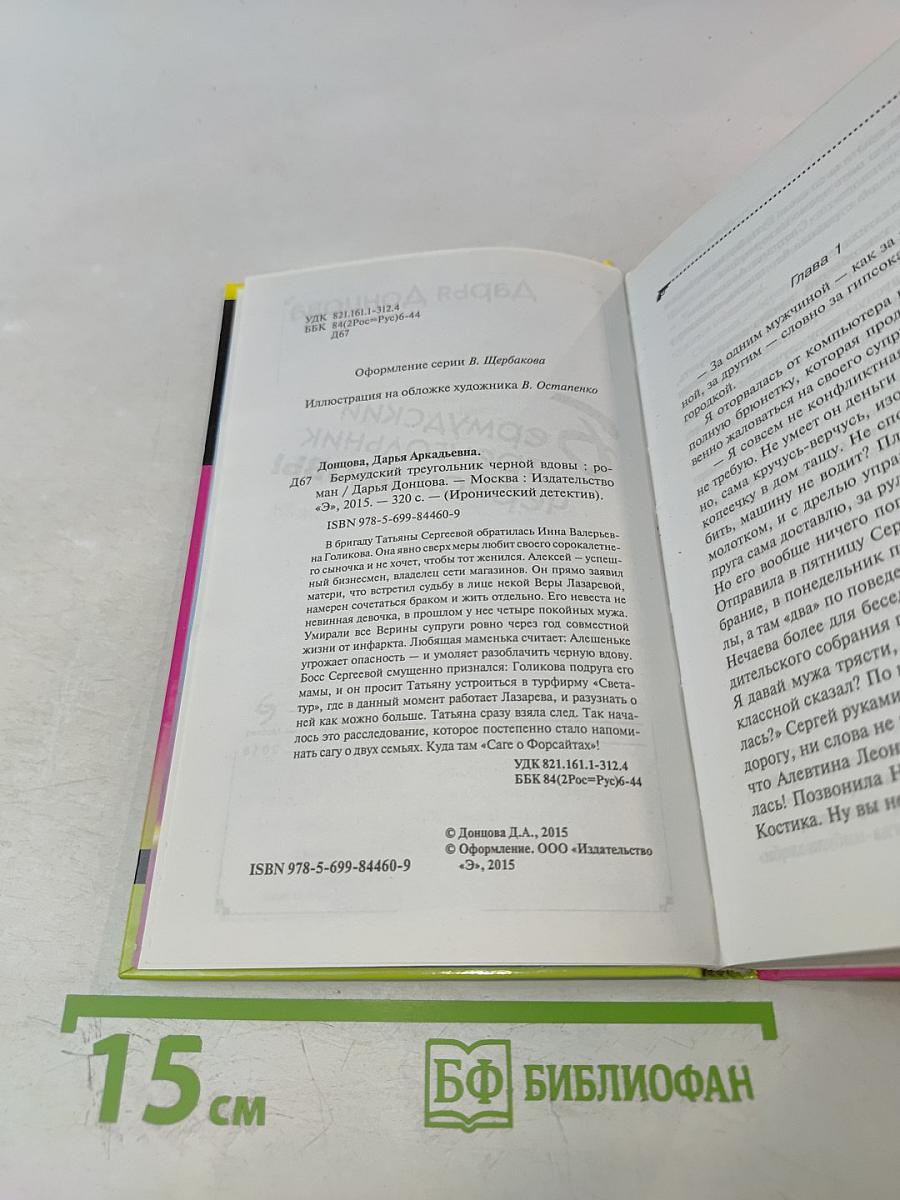 УДК 821.161.1-312.4
ББК 84(2Рос=Рус)6-44
Д67
Оформление серии В. Щербакова
Иллюстрация на обложке художника В. Остапенко
Донцова, Дарья Аркадьевна.
Д67 Бермудский треугольник черной вдовы : ро-
ман / Дарья Донцова. — Москва : Издательство
«Э», 2015. — 320 с. — (Иронический детектив).
ISBN 978-5-699-84460-9
В бригаду Татьяны Сергеевой обратилась Инна Валерьев-
на Голикова. Она явно сверх меры любит своего сорокалетне-
го сыночка и не хочет, чтобы тот женился. Алексей – успеш-
ный бизнесмен, владелец сети магазинов. Он прямо заявил
матери, что встретил судьбу в лице некой Веры Лазаревой,
намерен сочетаться браком и жить отдельно. Его невеста не
невинная девочка, в прошлом у нее четыре покойных мужа.
Умирали все Верины супруги ровно через год совместной
жизни от инфаркта. Любящая маменька считает: Алешеньке
угрожает опасность — и умоляет разоблачить черную вдову.
Босс Сергеевой смущенно признался: Голикова подруга его
мамы, и он просит Татьяну устроиться в турфирму «Света-
тур», где в данный момент работает Лазарева, и разузнать о
ней как можно больше. Татьяна сразу взяла след. Так нача-
лось это расследование, которое постепенно стало напоми-
нать сагу о двух семьях. Куда там «Саге о Форсайтах»!
УДК 821.161.1-312.4
ББК 84(2Рос=Рус)6-44
© Донцова Д.А., 2015
© Оформление. ООО «Издательство
«Э», 2015
ISBN 978-5-699-84460-9
Глава 1
— За одним мужчиной — как за
ной, за другим — словно за гипсока
городкой.
Я оторвалась от компьютера
полную брюнетку, которая прод
венно жаловаться на своего супр
— Я совсем не конфликтная
не требую. Не умеет он деньги
но, сама кручусь-верчусь, изо
копеечку в дом тащу. Не спо
бить, машину не водит? Пл
молотком, и с дрелью упра
пруга сама доставлю, за ру
Но его вообще ничего по
Отправила в пятницу Сер
брание, в понедельник п
лы, а там «два» по поведе
Нечаева более для бесед
дительского собрания п
Я давай мужа трясти,
классной сказал? По
лась?» Сергей руками
дорогу, ни слова не
что Алевтина Леон
лась! Позвонила Н
Костика. Ну вы не
15 см
БФ БИБЛИОФАН